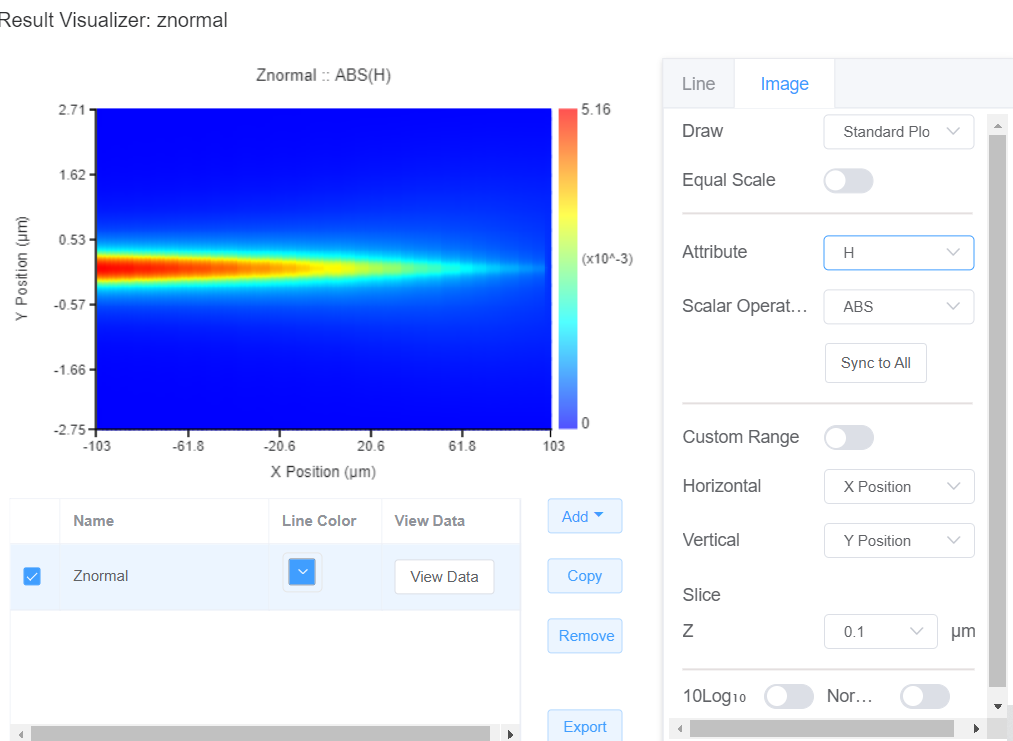 Result Visualizer: znormal
Znormal :: ABS(H)
2.71
1.62
0.53
-0.57
-1.66
-2.75
Y Position (μm)
-103
-61.8
-20.6
20.6
61.8
103
X Position (μm)
5.16
(x10^-3)
0
Name
Line Color
View Data
Znormal
View Data
Add
Copy
Remove
Export
Line
Image
Draw
Standard Plo
Equal Scale
Attribute
H
Scalar Operat...
ABS
Sync to All
Custom Range
Horizontal
X Position
Vertical
Y Position
Slice
Z
0.1
μm
10Log₁₀
Nor...